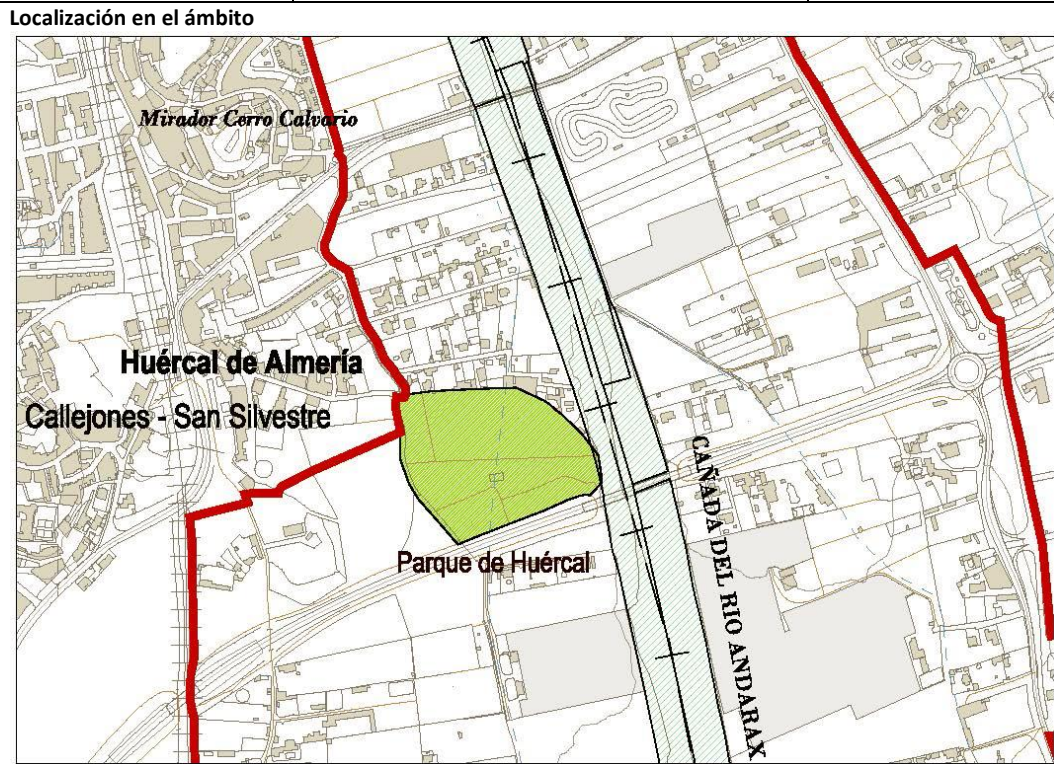 Localización en el ámbito
Mirador Cerro Calvario
Huércal de Almería
Callejones - San Silvestre
Parque de Huércal
CAÑADA DEL RIO ANDARAX